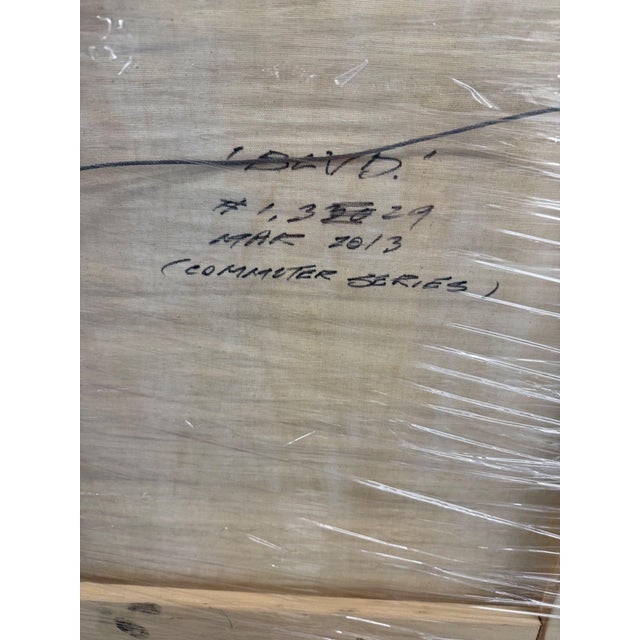 'BLVD.'
MAR 2013
(COMMUTER SERIES)